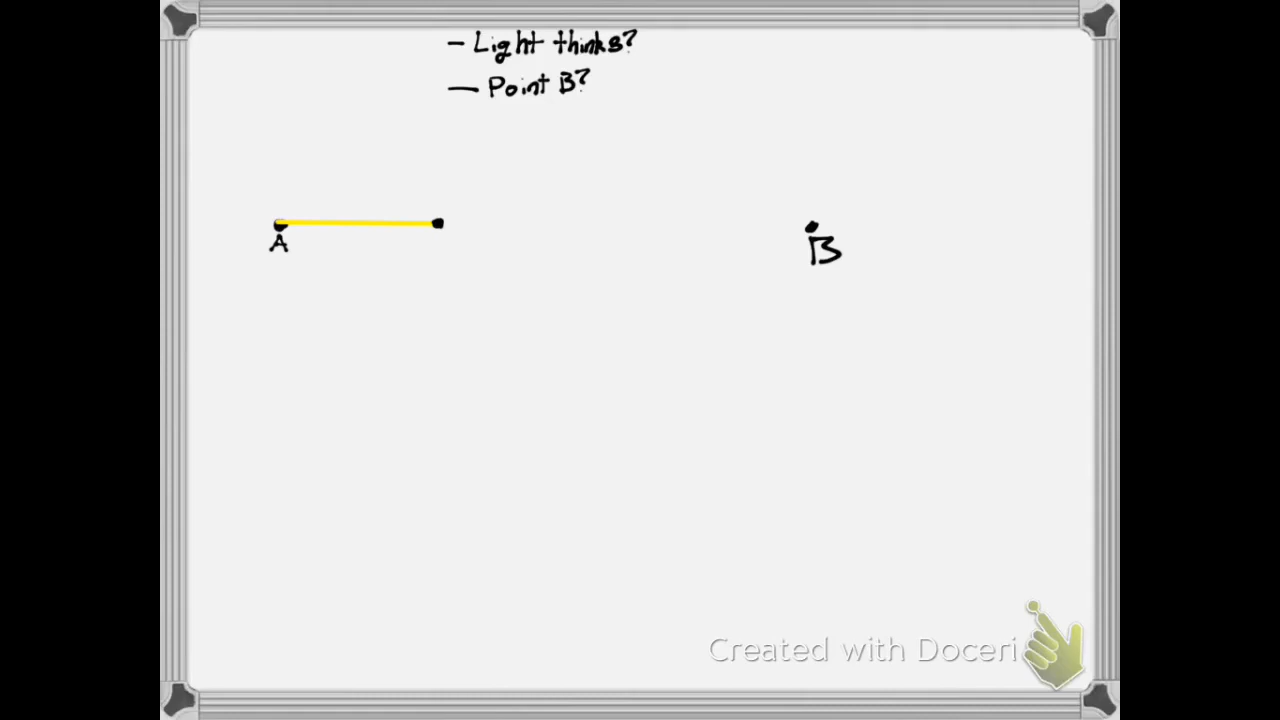 - Light thinks?
- Point B?
A
B
Created with Doceri